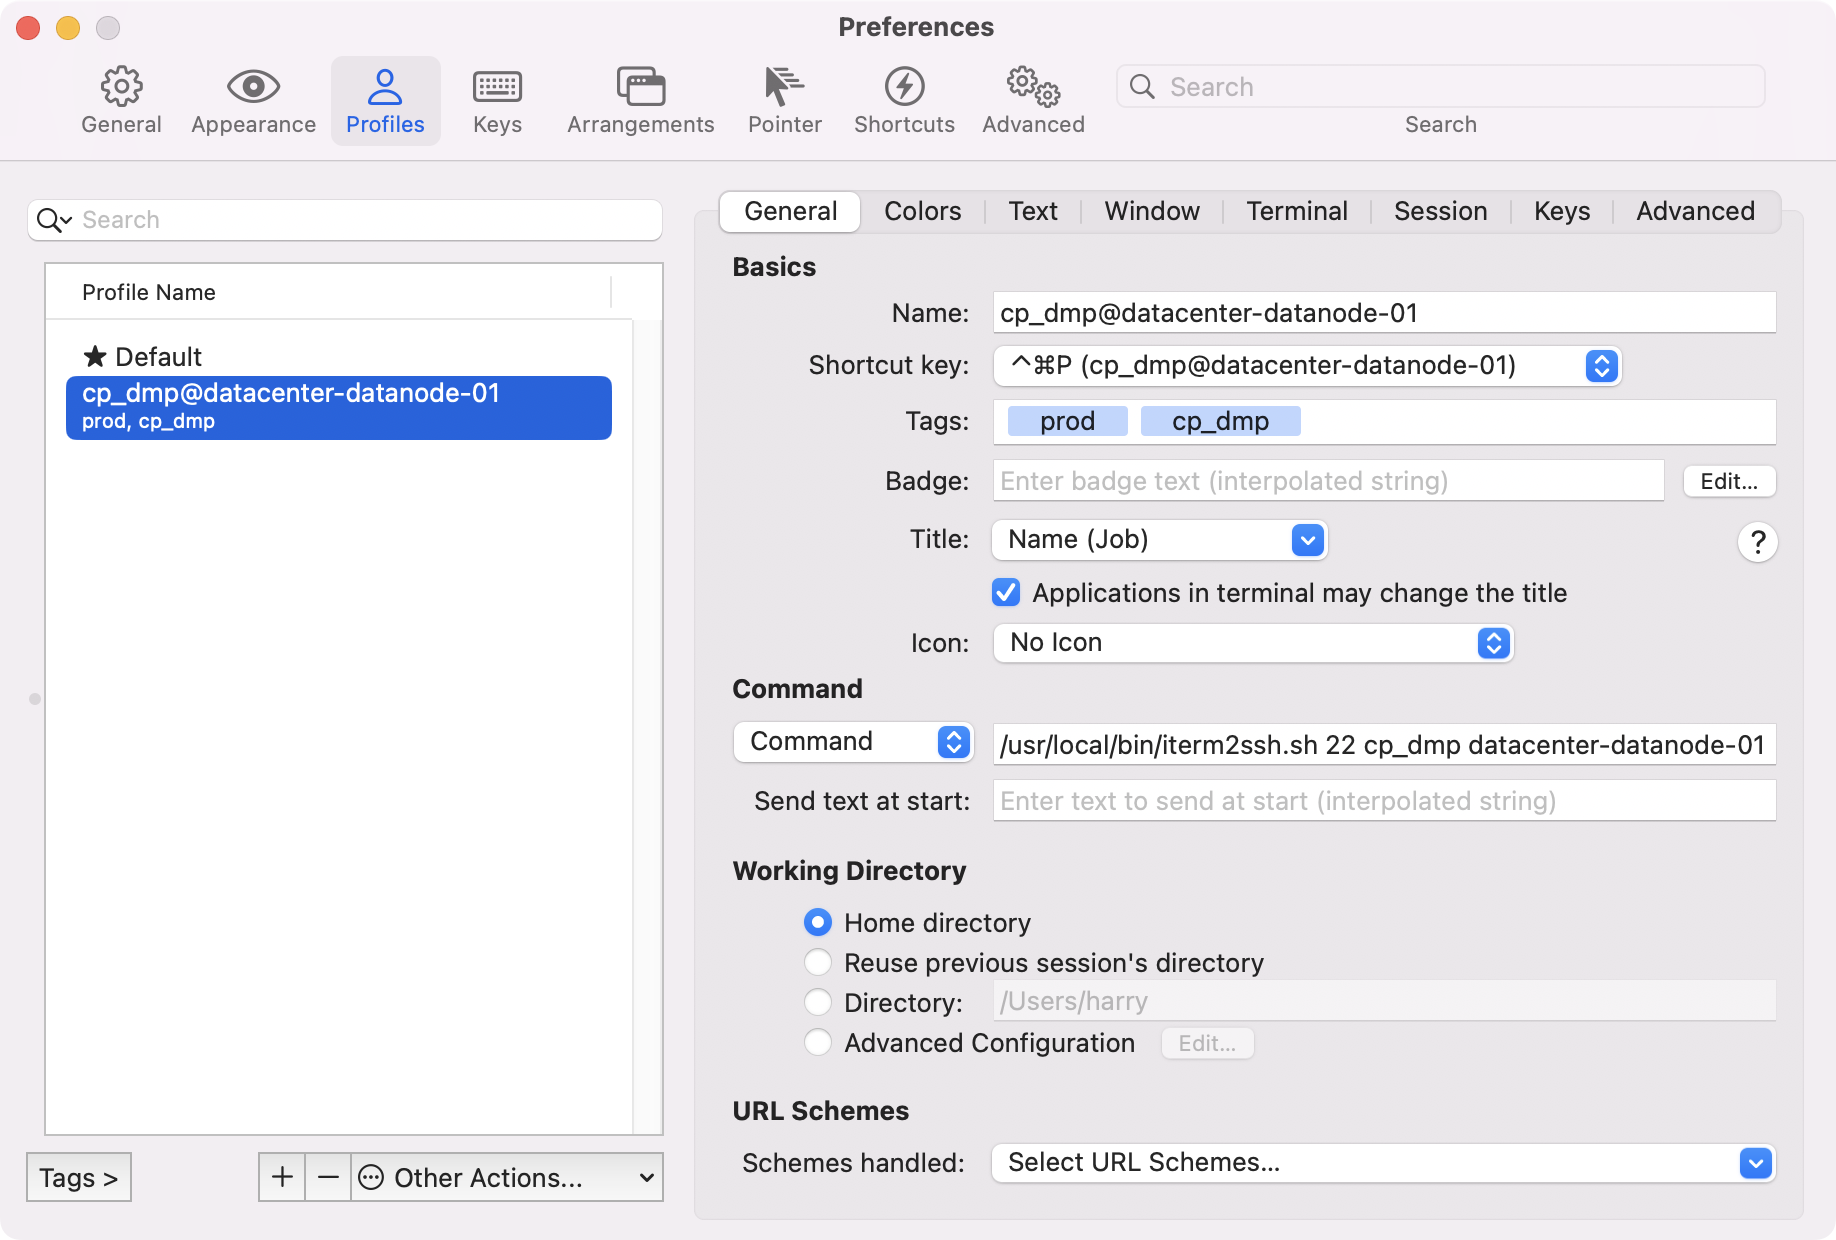 Preferences
General
Appearance
Profiles
Keys
Arrangements
Pointer
Shortcuts
Advanced
Search
Search
Search
Profile Name
★ Default
cp_dmp@datacenter-datanode-01
prod, cp_dmp
Tags >
+
−
Other Actions...
General
Colors
Text
Window
Terminal
Session
Keys
Advanced
Basics
Name: cp_dmp@datacenter-datanode-01
Shortcut key: ^⌘P (cp_dmp@datacenter-datanode-01)
Tags: prod cp_dmp
Badge: Enter badge text (interpolated string) Edit...
Title: Name (Job) ?
Applications in terminal may change the title
Icon: No Icon
Command
Command /usr/local/bin/iterm2ssh.sh 22 cp_dmp datacenter-datanode-01
Send text at start: Enter text to send at start (interpolated string)
Working Directory
Home directory
Reuse previous session's directory
Directory: /Users/harry
Advanced Configuration Edit...
URL Schemes
Schemes handled: Select URL Schemes...